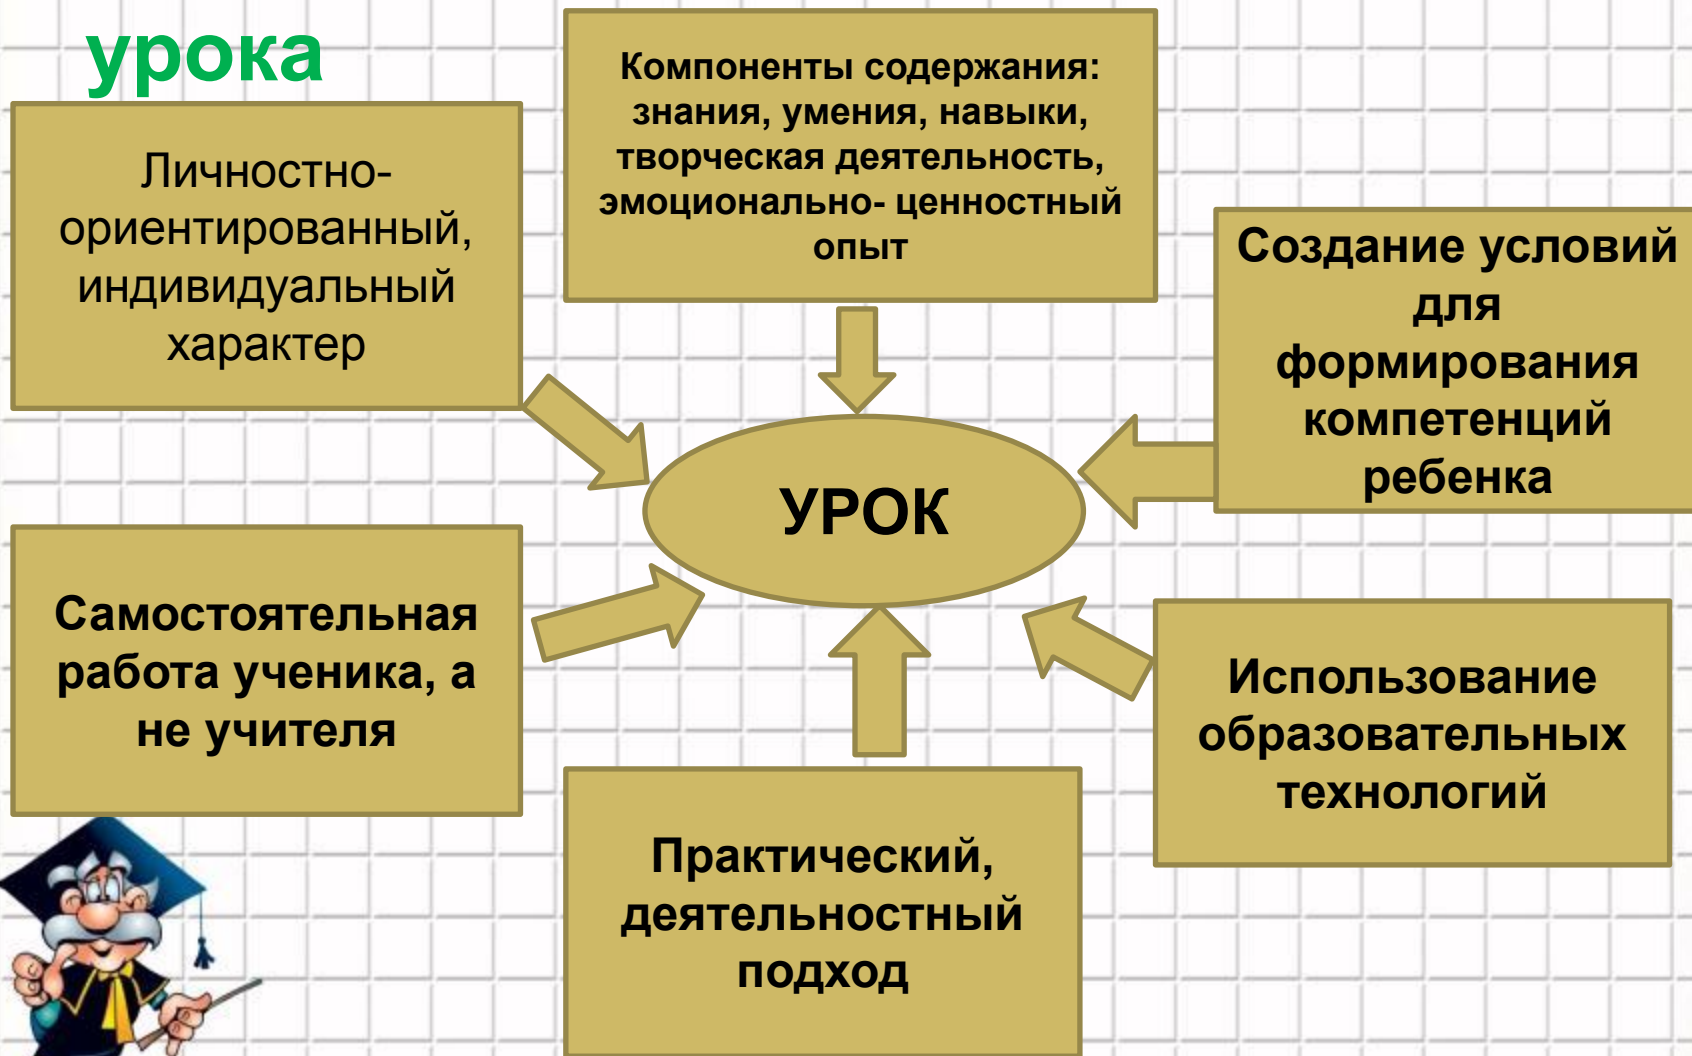 урока
Компоненты содержания:
знания, умения, навыки,
творческая деятельность,
эмоционально- ценностный
опыт
Личностно-
ориентированный,
индивидуальный
характер
Создание условий
для
формирования
компетенций
ребенка
УРОК
Самостоятельная
работа ученика, а
не учителя
Использование
образовательных
технологий
Практический,
деятельностный
подход